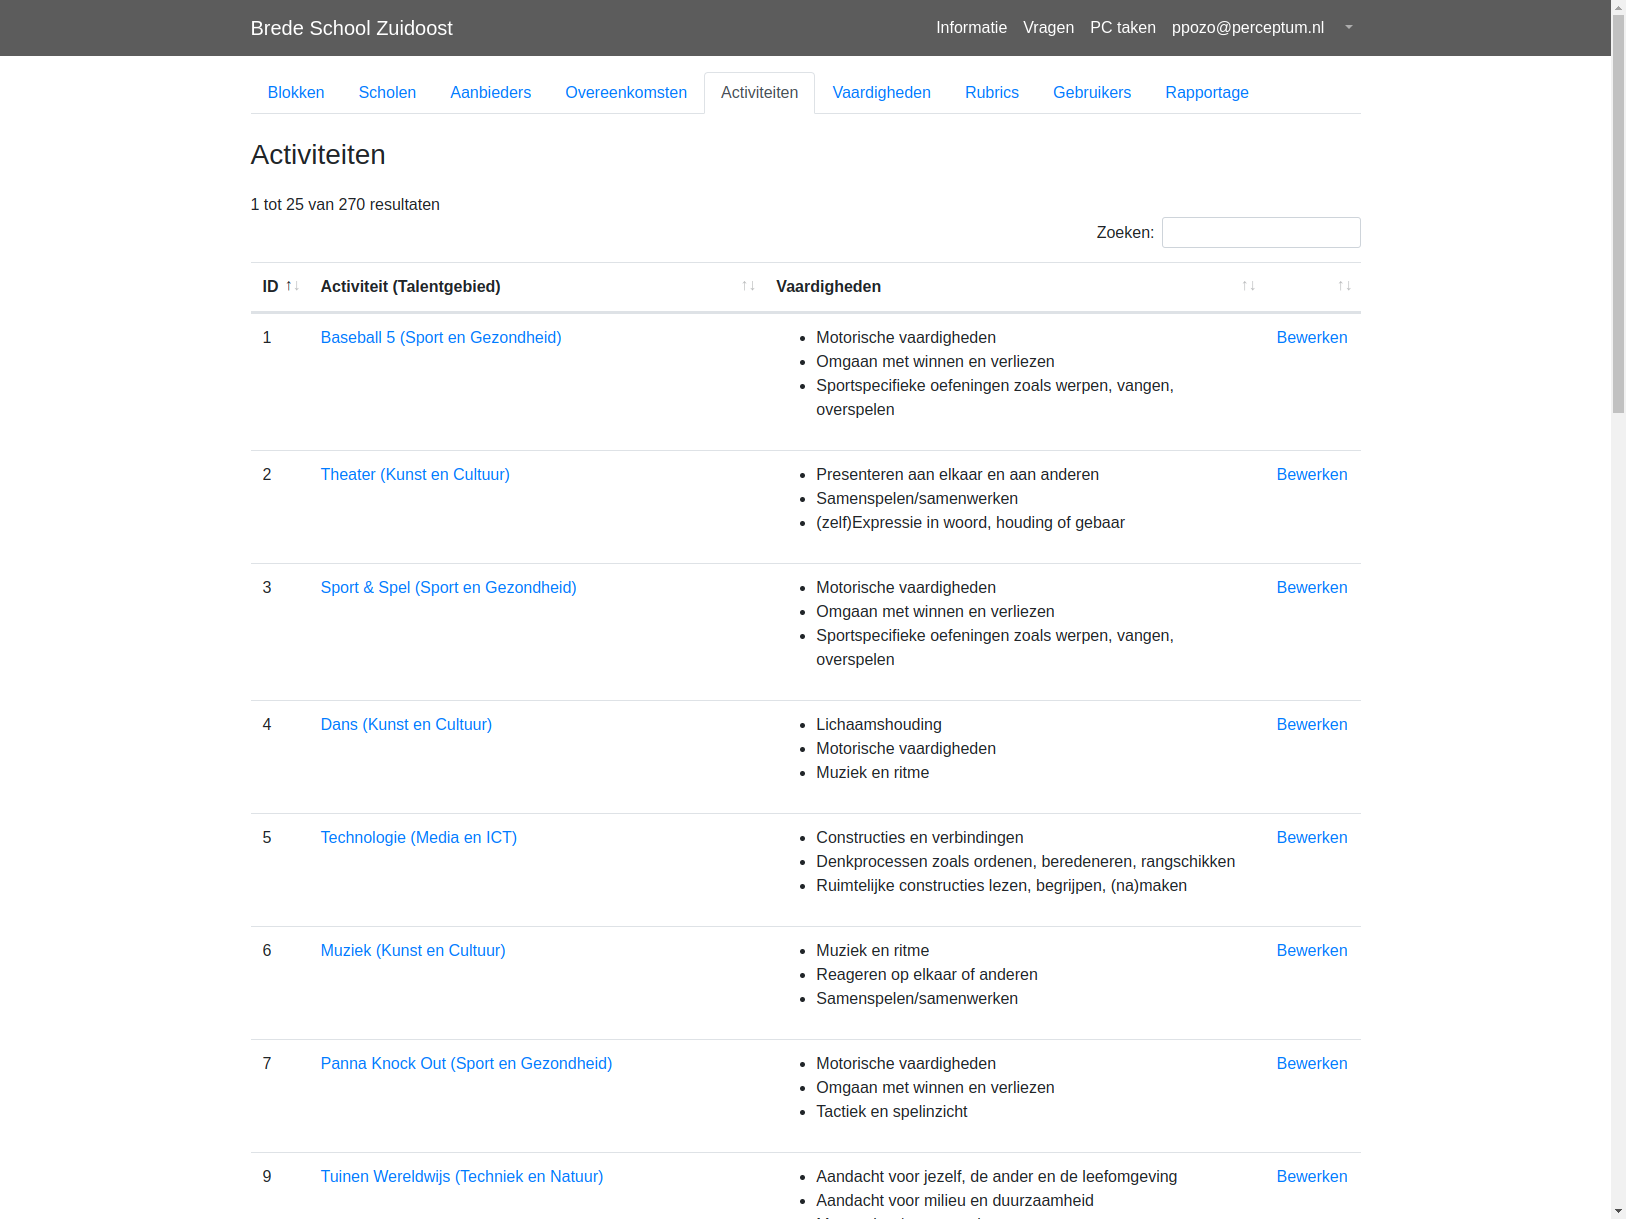 Brede School Zuidoost
Informatie Vragen PC taken ppozo@perceptum.nl
Blokken Scholen Aanbieders Overeenkomsten Activiteiten Vaardigheden Rubrics Gebruikers Rapportage
Activiteiten
1 tot 25 van 270 resultaten
Zoeken:
ID ↑↓ Activiteit (Talentgebied) ↑↓ Vaardigheden ↑↓ ↑↓
1 Baseball 5 (Sport en Gezondheid) • Motorische vaardigheden Bewerken
• Omgaan met winnen en verliezen
• Sportspecifieke oefeningen zoals werpen, vangen,
overspelen
2 Theater (Kunst en Cultuur) • Presenteren aan elkaar en aan anderen Bewerken
• Samenspelen/samenwerken
• (zelf)Expressie in woord, houding of gebaar
3 Sport & Spel (Sport en Gezondheid) • Motorische vaardigheden Bewerken
• Omgaan met winnen en verliezen
• Sportspecifieke oefeningen zoals werpen, vangen,
overspelen
4 Dans (Kunst en Cultuur) • Lichaamshouding Bewerken
• Motorische vaardigheden
• Muziek en ritme
5 Technologie (Media en ICT) • Constructies en verbindingen Bewerken
• Denkprocessen zoals ordenen, beredeneren, rangschikken
• Ruimtelijke constructies lezen, begrijpen, (na)maken
6 Muziek (Kunst en Cultuur) • Muziek en ritme Bewerken
• Reageren op elkaar of anderen
• Samenspelen/samenwerken
7 Panna Knock Out (Sport en Gezondheid) • Motorische vaardigheden Bewerken
• Omgaan met winnen en verliezen
• Tactiek en spelinzicht
9 Tuinen Wereldwijs (Techniek en Natuur) • Aandacht voor jezelf, de ander en de leefomgeving Bewerken
• Aandacht voor milieu en duurzaamheid